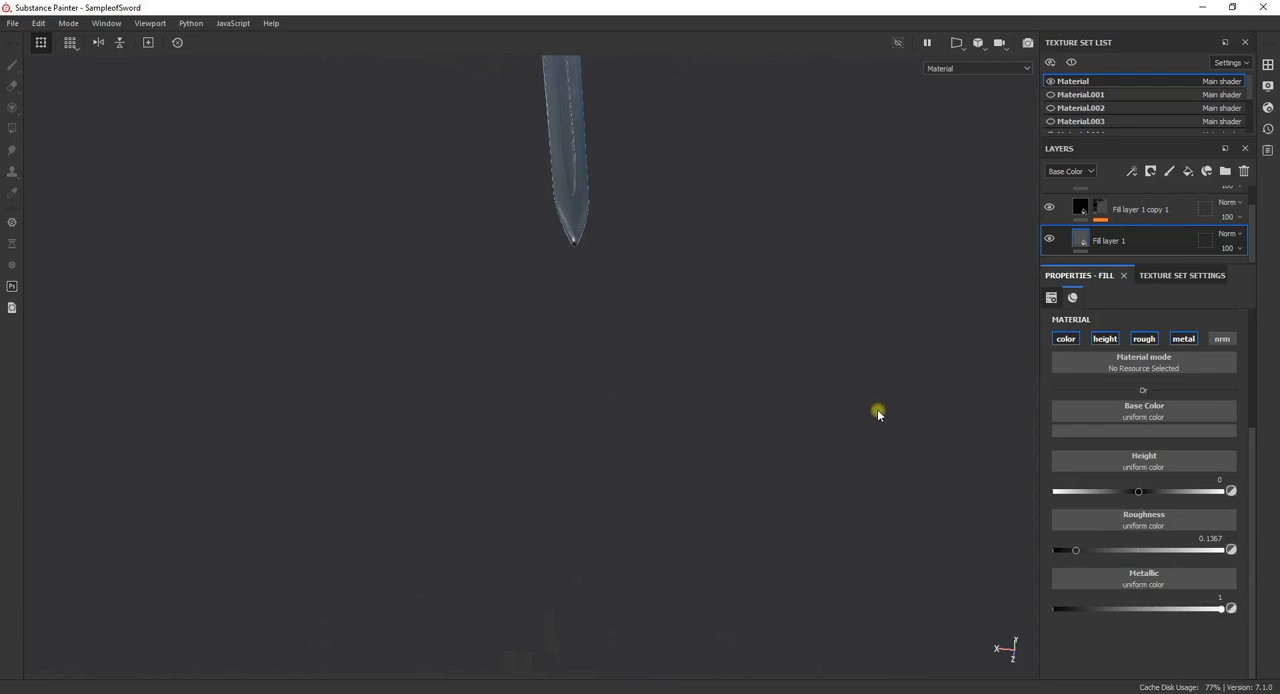 Substance Painter - SampleofSword
File Edit Mode Window Viewport Python JavaScript Help
Material
TEXTURE SET LIST
Settings
Material Main shader
Material.001 Main shader
Material.002 Main shader
Material.003 Main shader
LAYERS
Base Color
100
Fill layer 1 copy 1 Norm
100
Fill layer 1 Norm
100
PROPERTIES - FILL TEXTURE SET SETTINGS
MATERIAL
color height rough metal nrm
Material mode
No Resource Selected
Or
Base Color
uniform color
Height
uniform color
0
Roughness
uniform color
0.1367
Metallic
uniform color
1
Ps
Y
X
Z
Cache Disk Usage: 77% | Version: 7.1.0